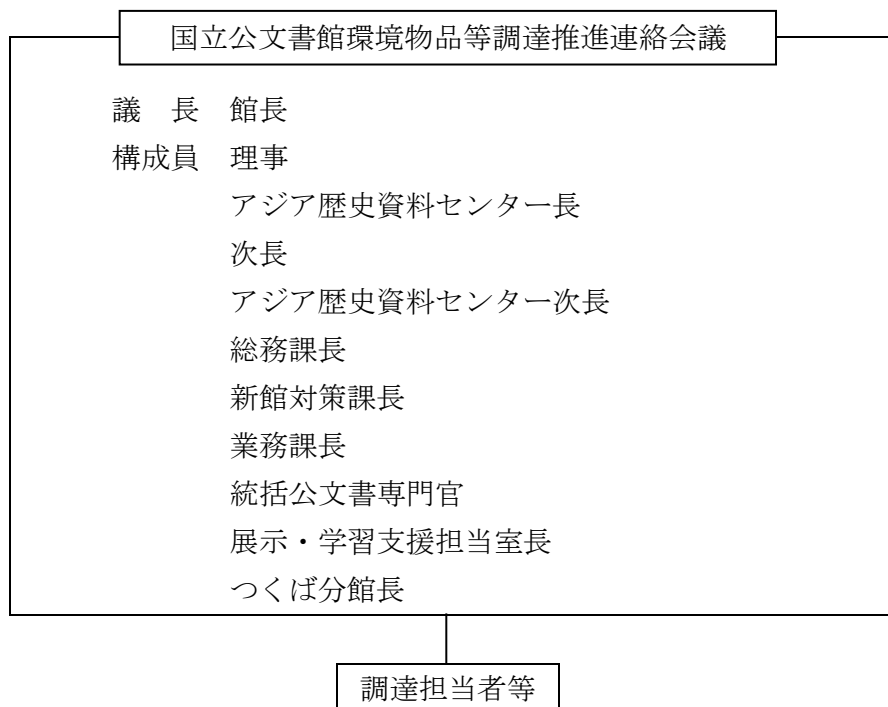 国立公文書館環境物品等調達推進連絡会議
議　長　館長
構成員　理事
アジア歴史資料センター長
次長
アジア歴史資料センター次長
総務課長
新館対策課長
業務課長
統括公文書専門官
展示・学習支援担当室長
つくば分館長
調達担当者等